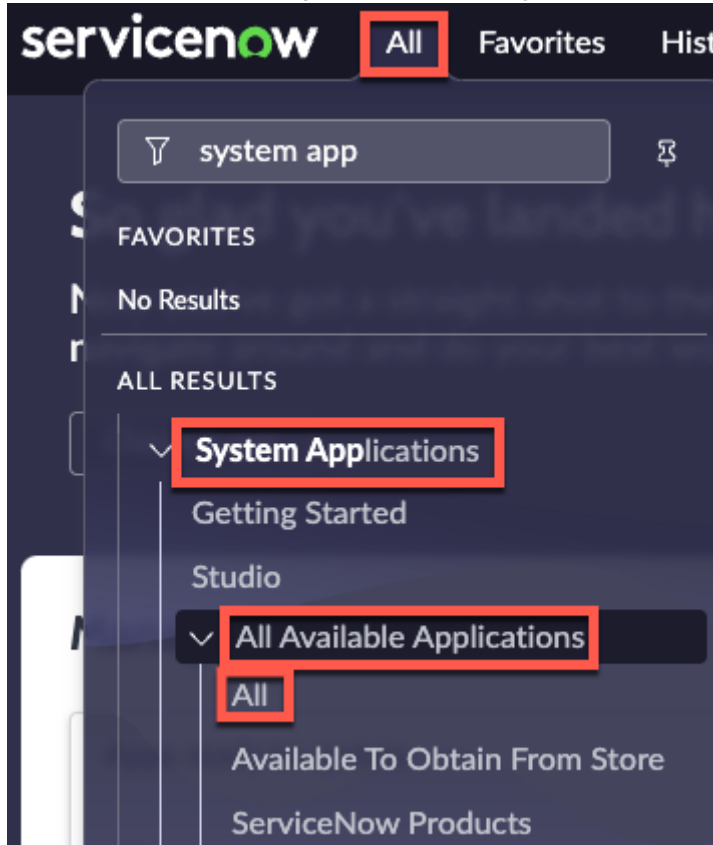 servicenow All Favorites Hist
system app
FAVORITES
No Results
ALL RESULTS
System Applications
Getting Started
Studio
All Available Applications
All
Available To Obtain From Store
ServiceNow Products